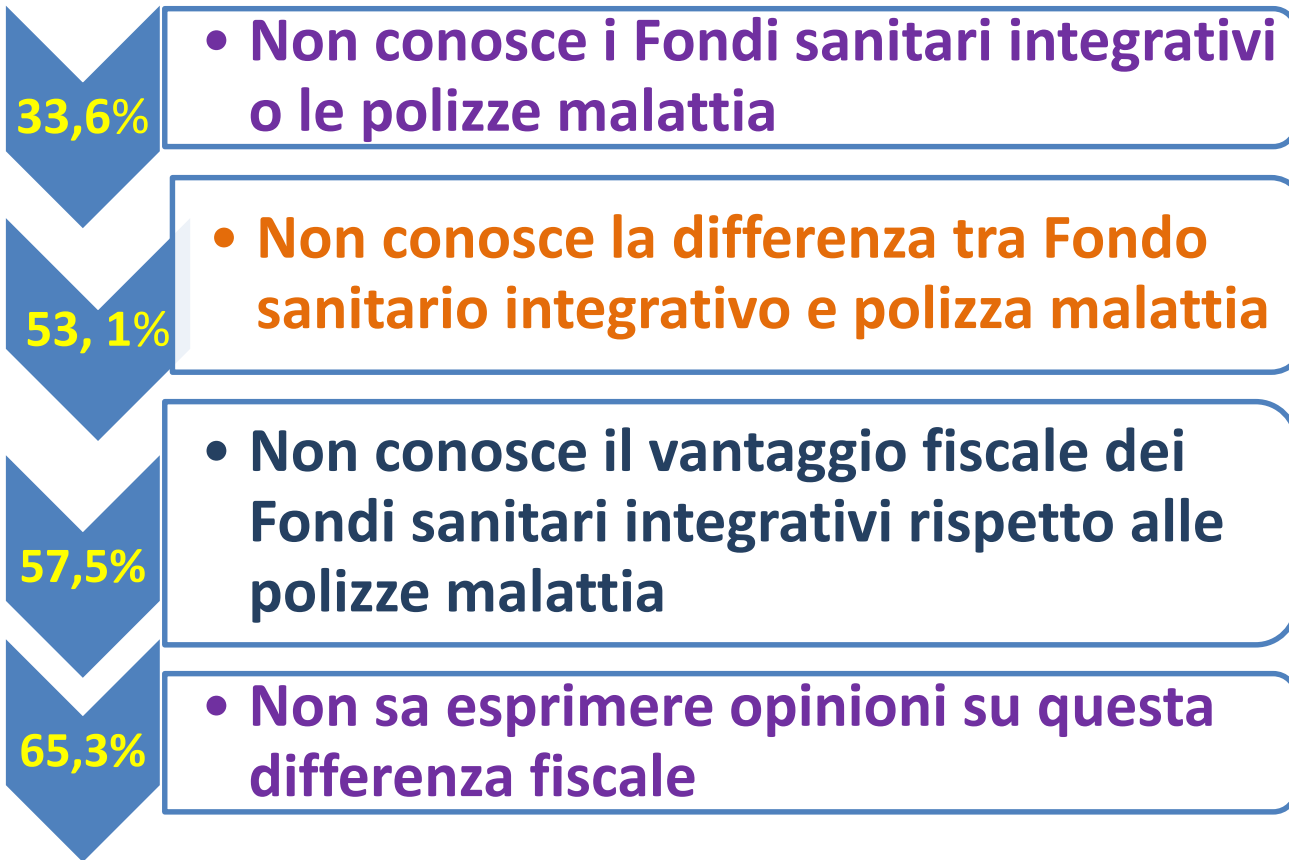 33,6%
• Non conosce i Fondi sanitari integrativi
o le polizze malattia
53, 1%
• Non conosce la differenza tra Fondo
sanitario integrativo e polizza malattia
57,5%
• Non conosce il vantaggio fiscale dei
Fondi sanitari integrativi rispetto alle
polizze malattia
65,3%
• Non sa esprimere opinioni su questa
differenza fiscale